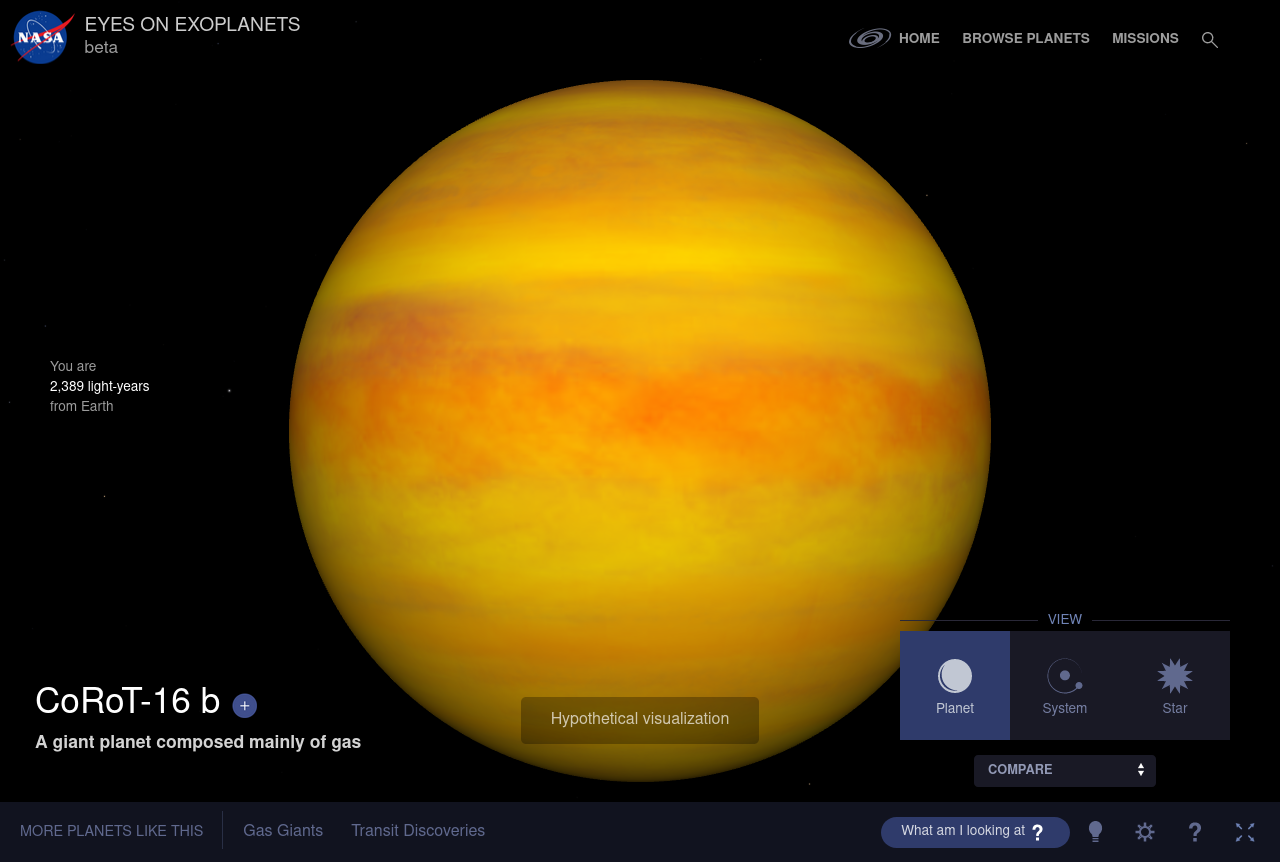 NASA
EYES ON EXOPLANETS
beta
HOME
BROWSE PLANETS
MISSIONS
You are
2,389 light-years
from Earth
VIEW
Planet
System
Star
COMPARE
CoRoT-16 b +
A giant planet composed mainly of gas
Hypothetical visualization
MORE PLANETS LIKE THIS
Gas Giants
Transit Discoveries
What am I looking at ?
?